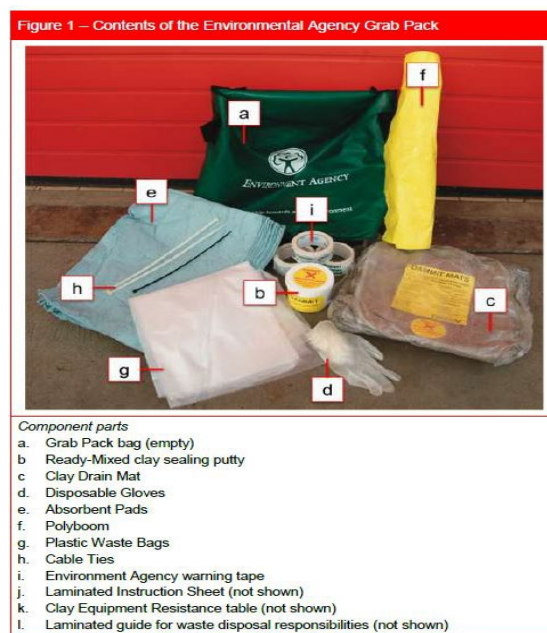 Figure 1 – Contents of the Environmental Agency Grab Pack
f
a
ENVIRONMENT AGENCY
e
i
DAMMIT MATS
h
b
c
g
d
Component parts
a. Grab Pack bag (empty)
b Ready-Mixed clay sealing putty
c Clay Drain Mat
d. Disposable Gloves
e. Absorbent Pads
f. Polyboom
g. Plastic Waste Bags
h. Cable Ties
i. Environment Agency warning tape
j. Laminated Instruction Sheet (not shown)
k. Clay Equipment Resistance table (not shown)
l. Laminated guide for waste disposal responsibilities (not shown)